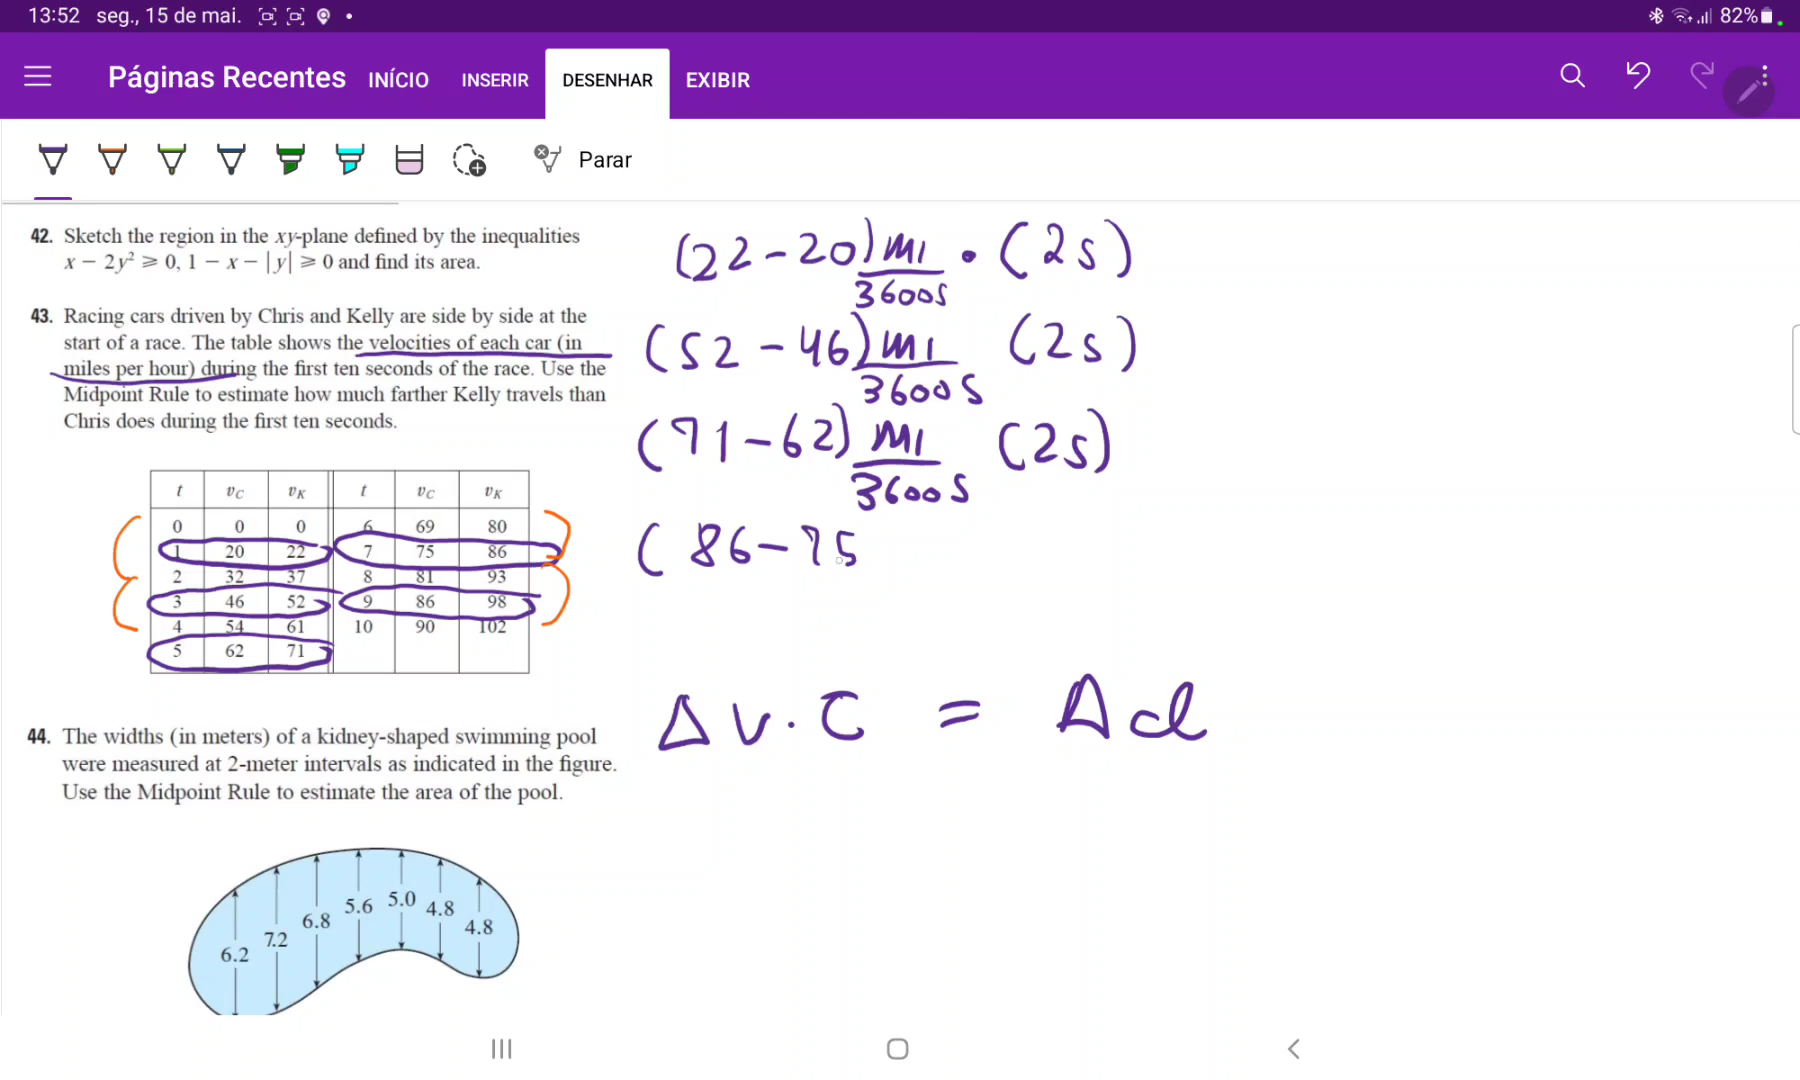 13:52 seg., 15 de mai. •
82%
Páginas Recentes INÍCIO INSERIR DESENHAR EXIBIR
Parar
42. Sketch the region in the xy-plane defined by the inequalities
x − 2y² ⩾ 0, 1 − x − |y| ⩾ 0 and find its area.
43. Racing cars driven by Chris and Kelly are side by side at the
start of a race. The table shows the velocities of each car (in
miles per hour) during the first ten seconds of the race. Use the
Midpoint Rule to estimate how much farther Kelly travels than
Chris does during the first ten seconds.
t v_C v_K t v_C v_K
0 0 0 6 69 80
1 20 22 7 75 86
2 32 37 8 81 93
3 46 52 9 86 98
4 54 61 10 90 102
5 62 71
44. The widths (in meters) of a kidney-shaped swimming pool
were measured at 2-meter intervals as indicated in the figure.
Use the Midpoint Rule to estimate the area of the pool.
6.2 7.2 6.8 5.6 5.0 4.8 4.8
(22-20) mi · (2s)
3600s
(52-46) mi (2s)
3600s
(71-62) mi (2s)
3600s
(86-75
Δv.t = Δd